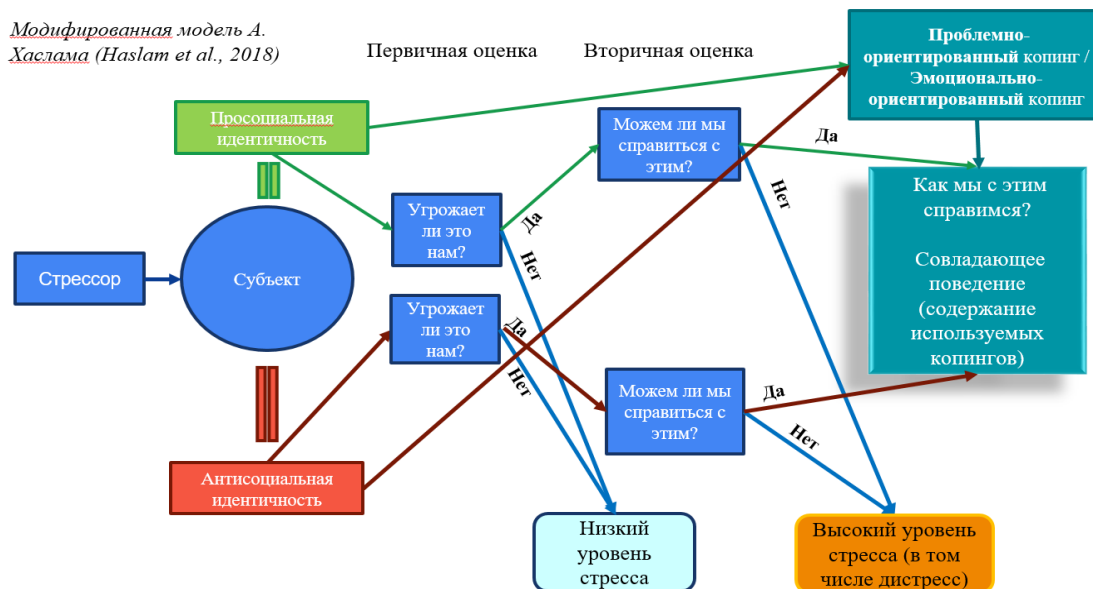 Модифированная модель А.
Хаслама (Haslam et al., 2018)
Первичная оценка
Вторичная оценка
Проблемно-
ориентированный копинг /
Эмоционально-
ориентированный копинг
Просоциальная
идентичность
Можем ли мы
справиться с
этим?
Да
Нет
Как мы с этим
справимся?
Совладающее
поведение
(содержание
используемых
копингов)
Угрожает
ли это
нам?
Да
Нет
Стрессор
Субъект
Угрожает
ли это
нам?
Да
Нет
Можем ли мы
справиться с
этим?
Да
Нет
Антисоциальная
идентичность
Низкий
уровень
стресса
Высокий уровень
стресса (в том
числе дистресс)